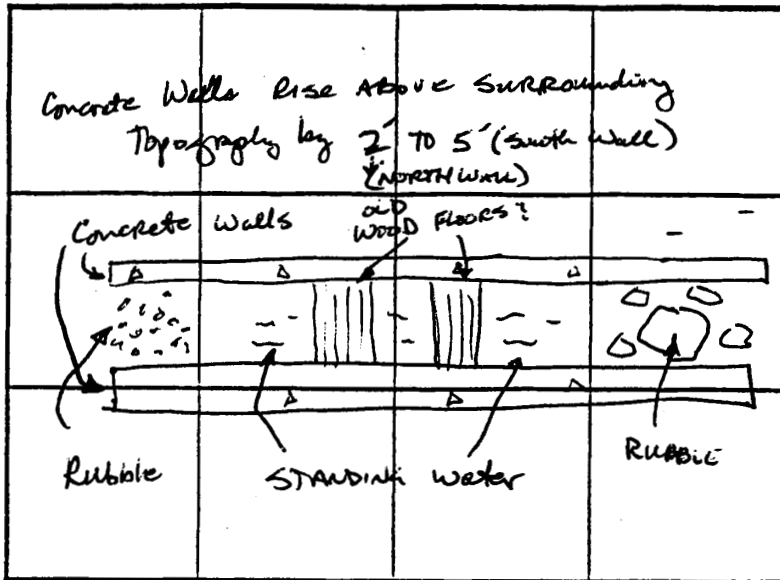 Concrete Walls Rise Above Surrounding
Topography by 2' TO 5' (South Wall)
(NORTH WALL)
Concrete Walls
OLD
WOOD FLOORS?
Rubble
STANDING Water
RUBBLE